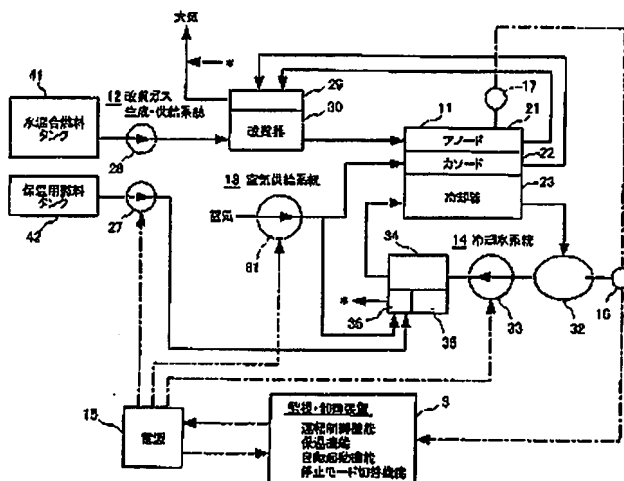 大気
*
41
水混合燃料
タンク
12 改質ガス
生成・供給系統
28
29
30
改質器
17
11
21
アノード
カソード
22
冷却器
23
保温用燃料
タンク
42
27
13 空気供給系統
空気
31
34
14 冷却水系統
*
35
36
33
32
16
15
電源
監視・制御装置
運転制御機能
保温機能
自動起動機能
停止モード切替機能